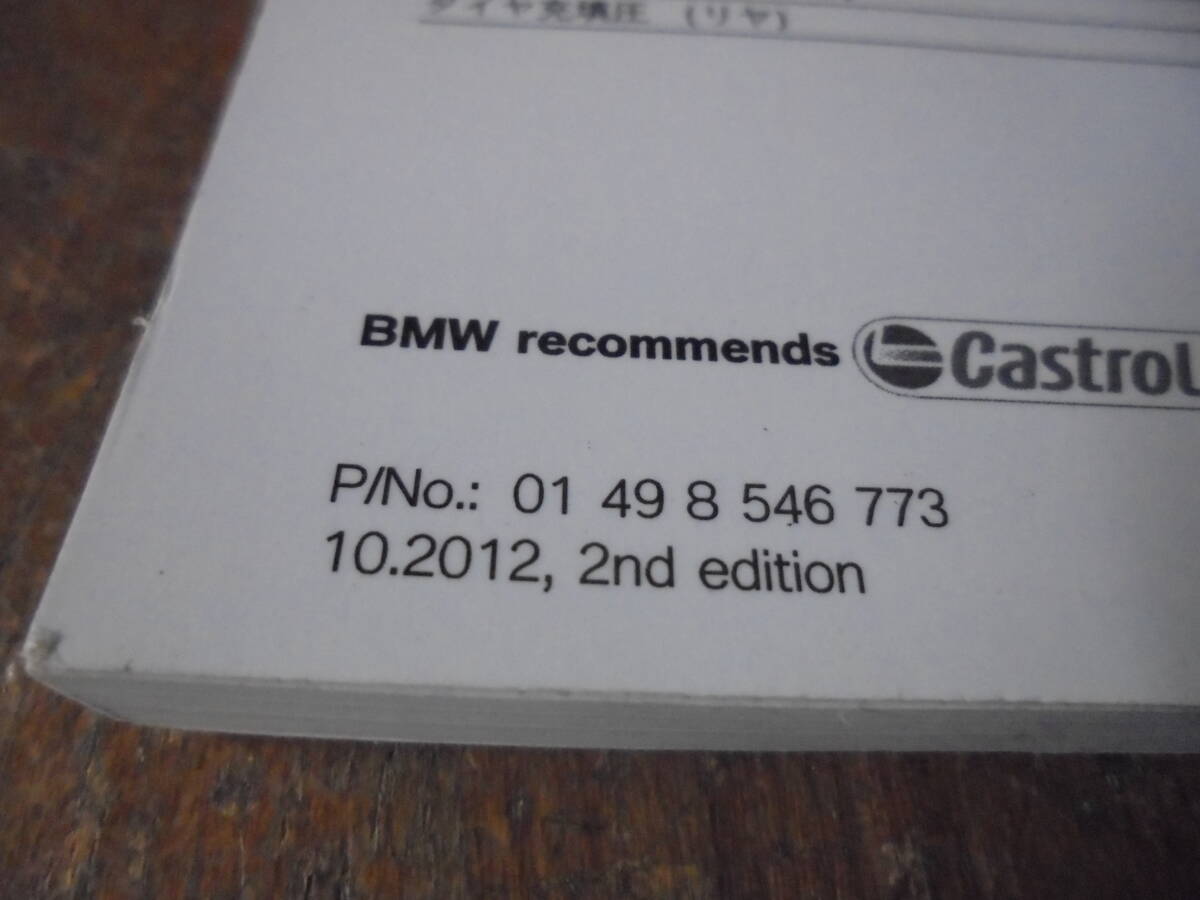 タイヤ充填圧 (リヤ)
BMW recommends Castrol
P/No.: 01 49 8 546 773
10.2012, 2nd edition